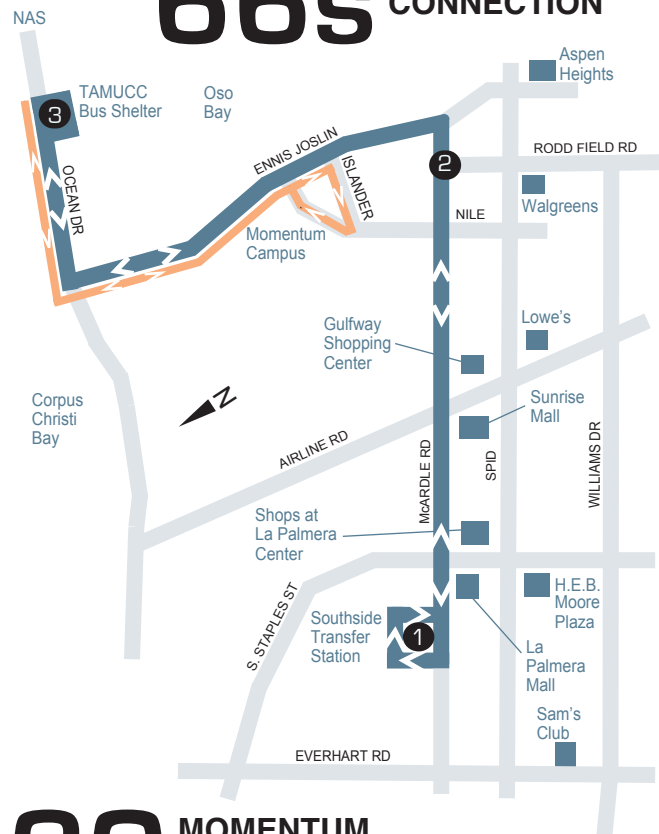 66s CONNECTION
NAS
Aspen
Heights
TAMUCC
Bus Shelter
Oso
Bay
3
ENNIS JOSLIN
ISLANDER
2
RODD FIELD RD
OCEAN DR
Walgreens
NILE
Momentum
Campus
Gulfway
Shopping
Center
Lowe's
Corpus
Christi
Bay
N
Sunrise
Mall
AIRLINE RD
McARDLE RD
SPID
WILLIAMS DR
Shops at
La Palmera
Center
S. STAPLES ST
Southside
Transfer
Station
1
H.E.B.
Moore
Plaza
La
Palmera
Mall
Sam's
Club
EVERHART RD
MOMENTUM